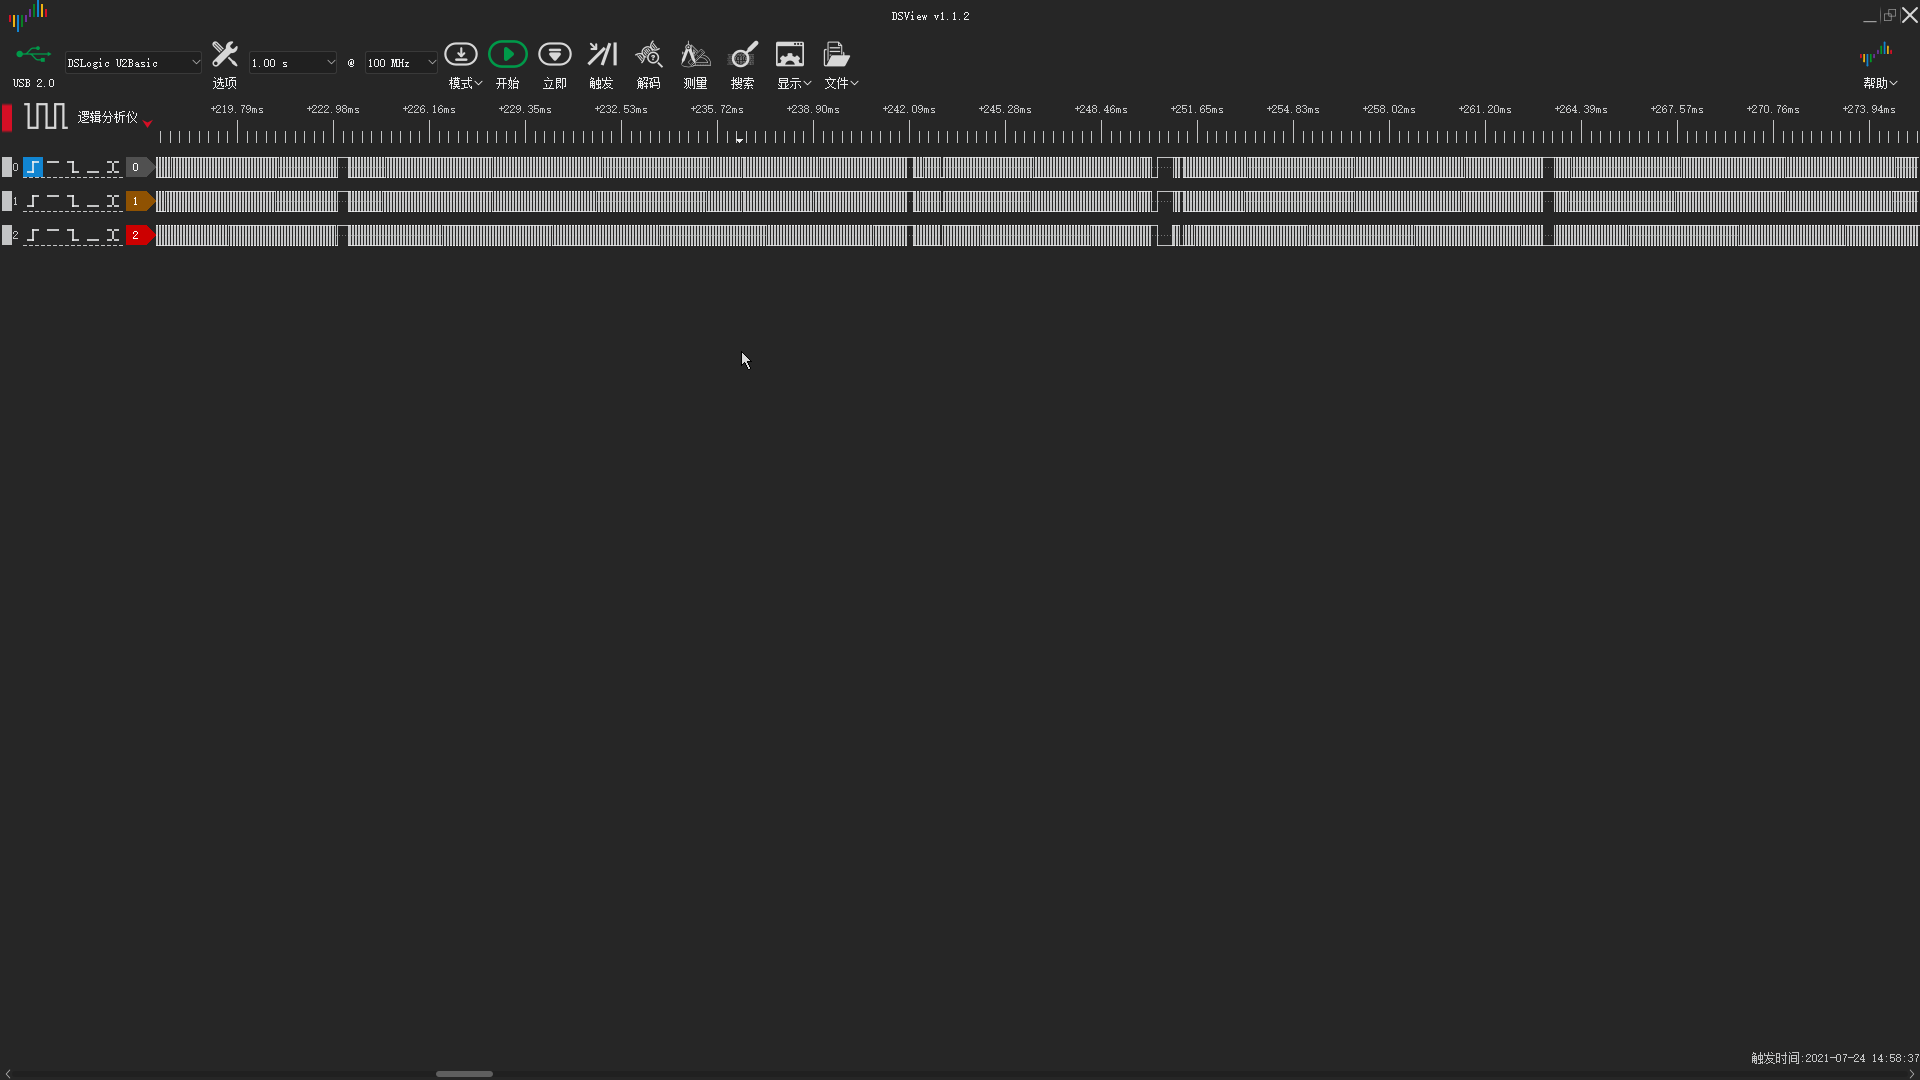 DSView v1.1.2
DSLogic U2Basic
1.00 s
@
100 MHz
USB 2.0
选项
模式
开始
立即
触发
解码
测量
搜索
显示
文件
帮助
逻辑分析仪
+219.79ms +222.98ms +226.16ms +229.35ms +232.53ms +235.72ms +238.90ms +242.09ms +245.28ms +248.46ms +251.65ms +254.83ms +258.02ms +261.20ms +264.39ms +267.57ms +270.76ms +273.94ms
0 0
1 1
2 2
触发时间:2021-07-24 14:58:37